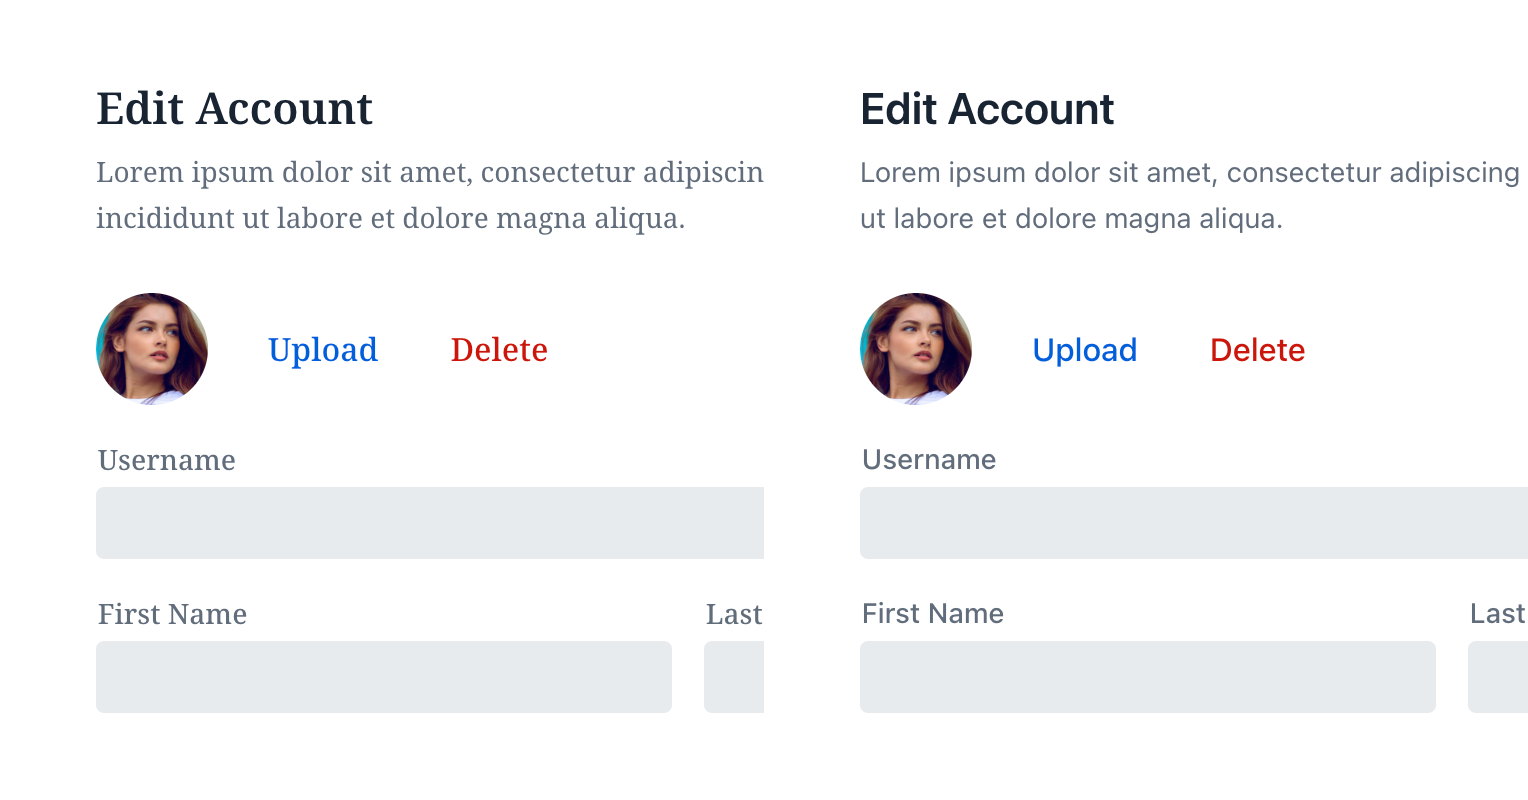 Edit Account
Lorem ipsum dolor sit amet, consectetur adipiscin
incididunt ut labore et dolore magna aliqua.
Upload Delete
Username
First Name Last
Edit Account
Lorem ipsum dolor sit amet, consectetur adipiscing
ut labore et dolore magna aliqua.
Upload Delete
Username
First Name Last